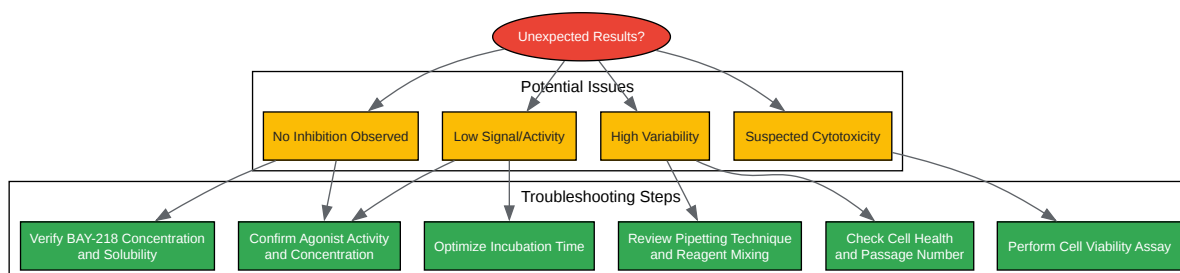 Unexpected Results?
Potential Issues
No Inhibition Observed
Low Signal/Activity
High Variability
Suspected Cytotoxicity
Troubleshooting Steps
Verify BAY-218 Concentration
and Solubility
Confirm Agonist Activity
and Concentration
Optimize Incubation Time
Review Pipetting Technique
and Reagent Mixing
Check Cell Health
and Passage Number
Perform Cell Viability Assay